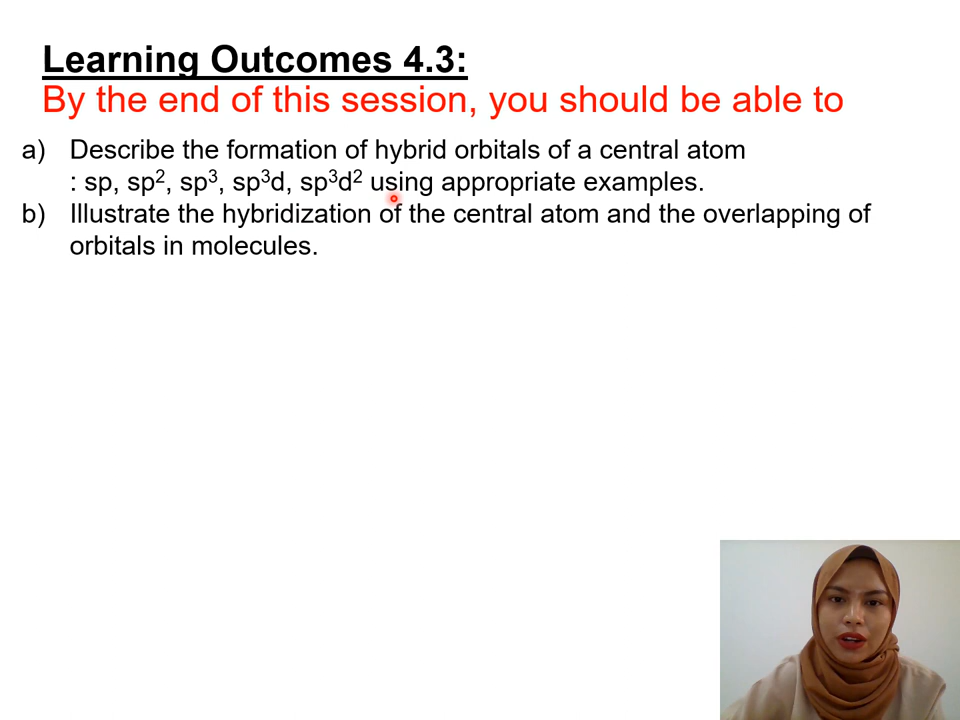 Learning Outcomes 4.3:
By the end of this session, you should be able to
a) Describe the formation of hybrid orbitals of a central atom
: sp, sp², sp³, sp³d, sp³d² using appropriate examples.
b) Illustrate the hybridization of the central atom and the overlapping of
orbitals in molecules.